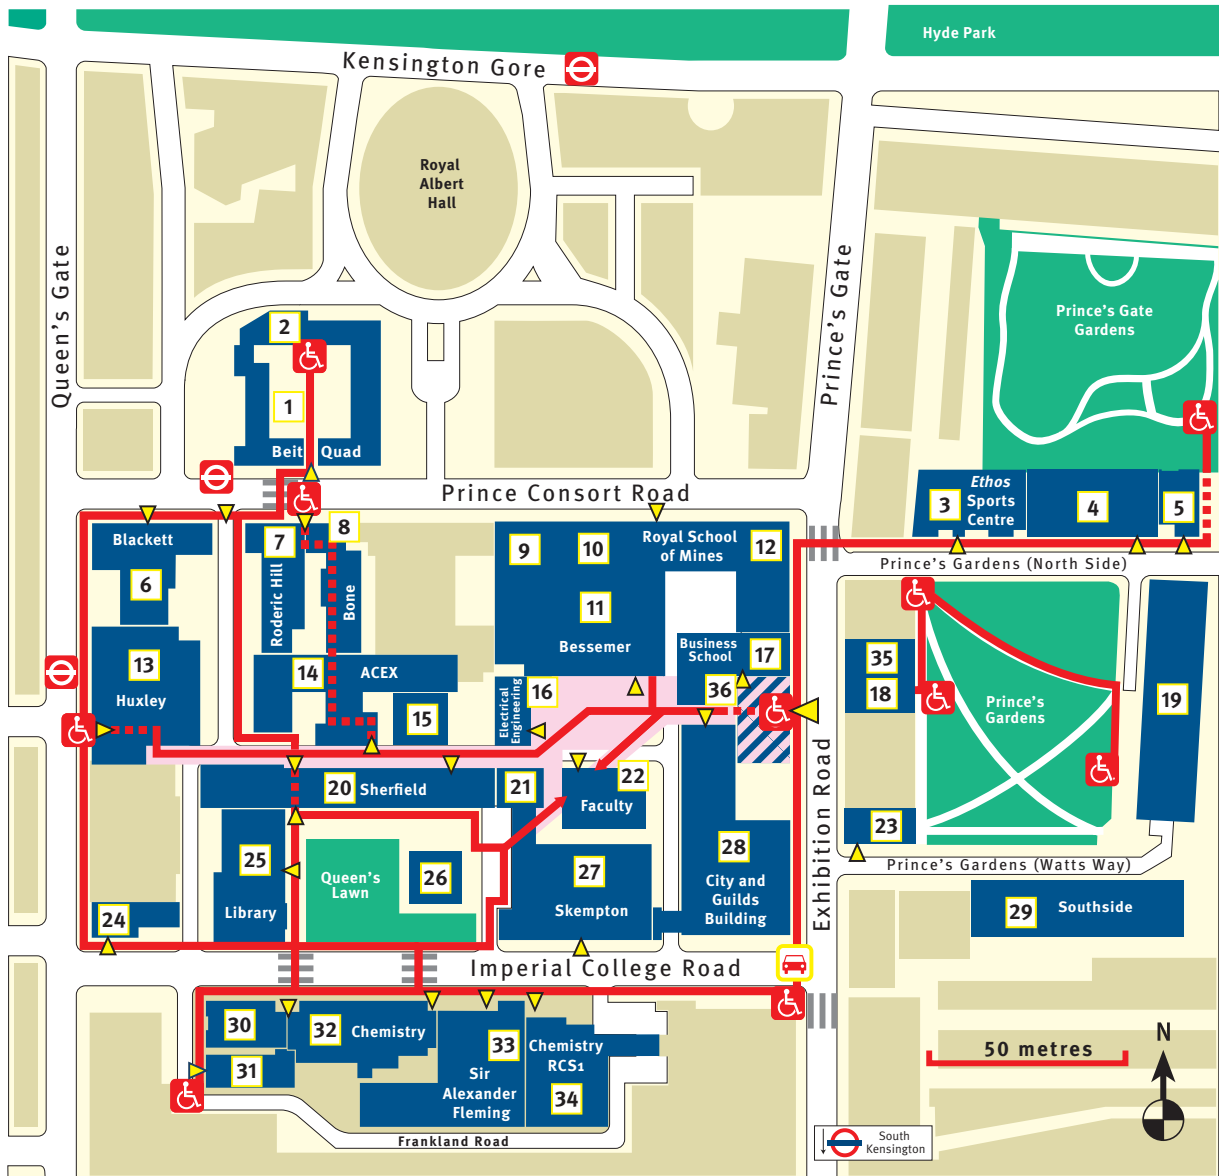 Hyde Park
Kensington Gore
Royal
Albert
Hall
Queen's Gate
Prince's Gate
Prince's Gate
Gardens
2
1
Beit Quad
Prince Consort Road
3
Ethos
Sports
Centre
4
5
Prince's Gardens (North Side)
Blackett
6
7
Roderic Hill
8
Bone
9
10
Royal School
of Mines
12
11
Bessemer
Business
School
17
13
Huxley
14
ACEX
15
16
Electrical
Engineering
36
35
18
Prince's
Gardens
19
20
Sherfield
21
22
Faculty
23
Exhibition Road
Prince's Gardens (Watts Way)
25
Library
Queen's
Lawn
26
27
Skempton
28
City and
Guilds
Building
24
29
Southside
Imperial College Road
30
31
32
Chemistry
33
Sir
Alexander
Fleming
Chemistry
RCS1
34
Frankland Road
50 metres
N
South
Kensington